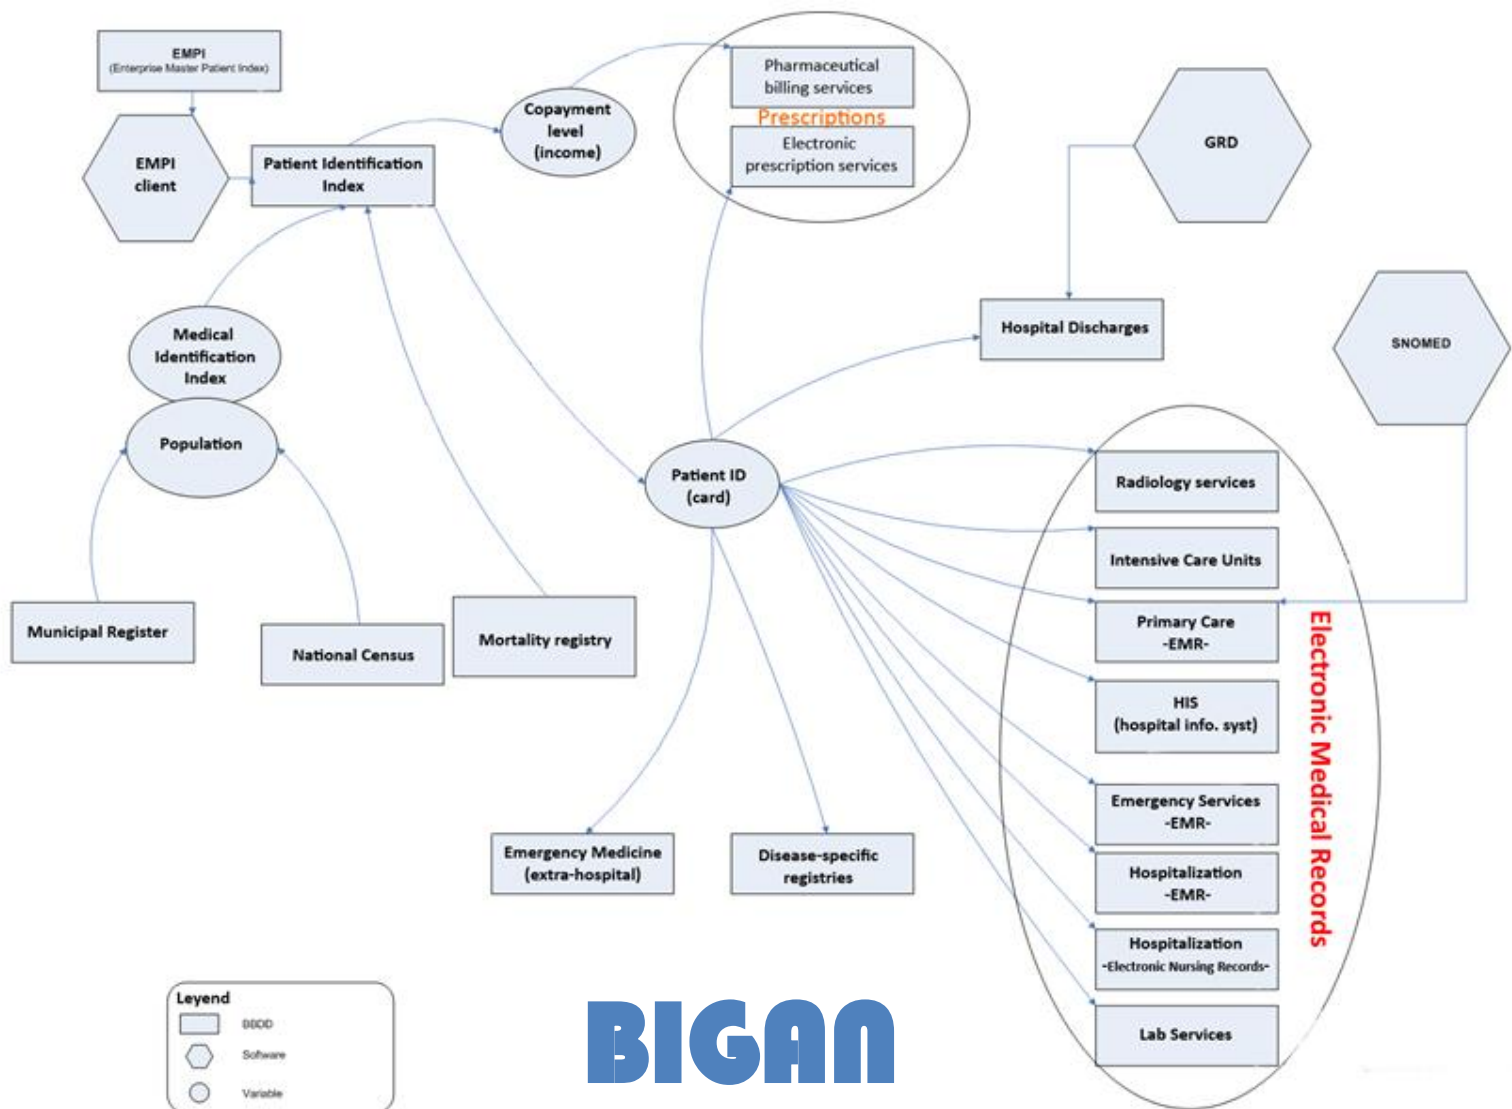 EMPI
(Enterprise Master Patient Index)
EMPI
client
Patient Identification
Index
Copayment
level
(income)
Pharmaceutical
billing services
Prescriptions
Electronic
prescription services
GRD
Medical
Identification
Index
Population
Hospital Discharges
SNOMED
Patient ID
(card)
Municipal Register
National Census
Mortality registry
Radiology services
Intensive Care Units
Primary Care
-EMR-
HIS
(hospital info. syst)
Emergency Services
-EMR-
Hospitalization
-EMR-
Hospitalization
-Electronic Nursing Records-
Lab Services
Electronic Medical Records
Emergency Medicine
(extra-hospital)
Disease-specific
registries
Leyend
BBDD
Software
Variable
BIGAN